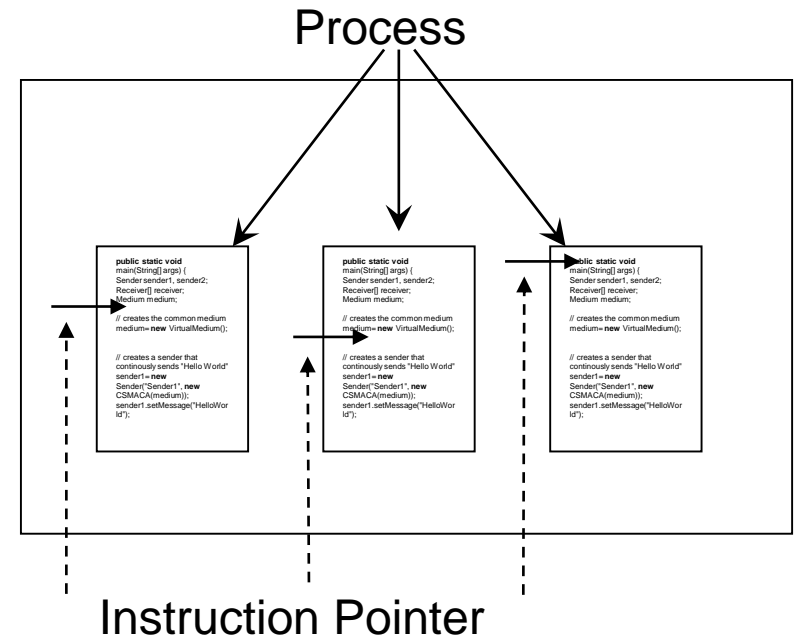 Process
public static void
main(String[] args) {
Sender sender1, sender2;
Receiver[] receiver;
Medium medium;
// creates the common medium
medium= new VirtualMedium();
// creates a sender that
continously sends "Hello World"
sender1= new
Sender("Sender1", new
CSMACA(medium));
sender1.setMessage("HelloWor
ld");
public static void
main(String[] args) {
Sender sender1, sender2;
Receiver[] receiver;
Medium medium;
// creates the common medium
medium= new VirtualMedium();
// creates a sender that
continously sends "Hello World"
sender1= new
Sender("Sender1", new
CSMACA(medium));
sender1.setMessage("HelloWor
ld");
public static void
main(String[] args) {
Sender sender1, sender2;
Receiver[] receiver;
Medium medium;
// creates the common medium
medium= new VirtualMedium();
// creates a sender that
continously sends "Hello World"
sender1= new
Sender("Sender1", new
CSMACA(medium));
sender1.setMessage("HelloWor
ld");
Instruction Pointer